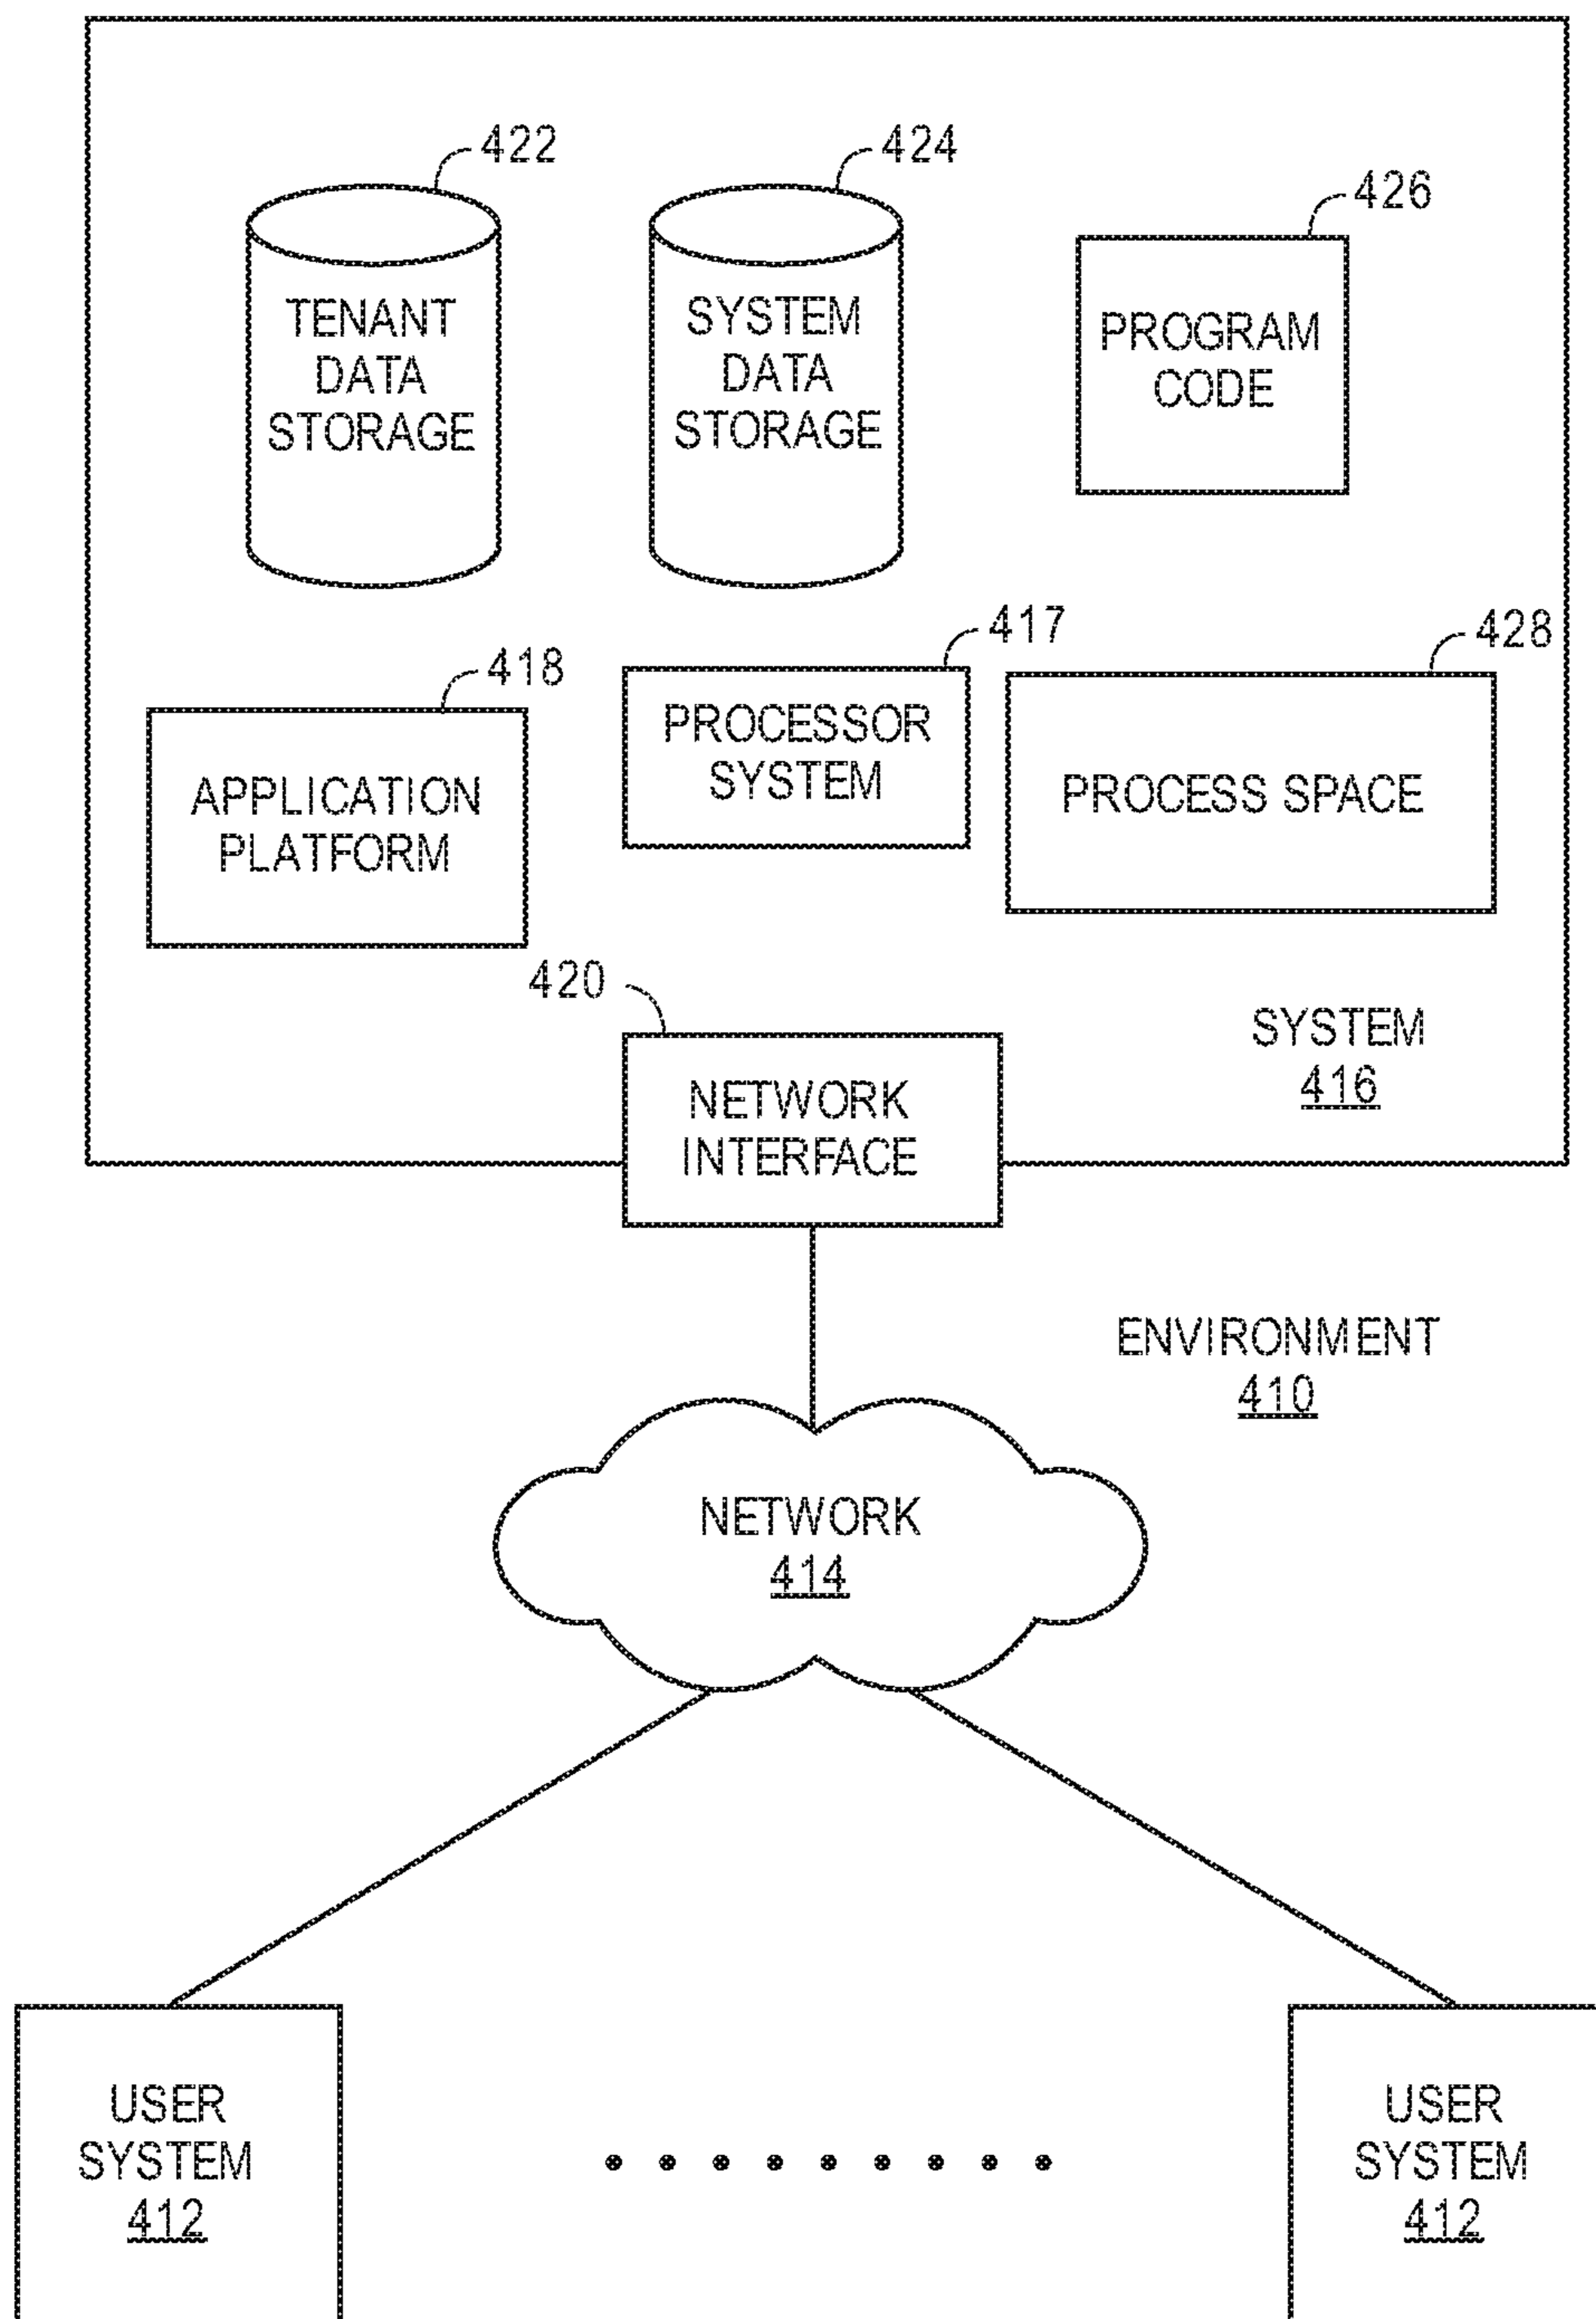 422
424
426
TENANT
DATA
STORAGE
SYSTEM
DATA
STORAGE
PROGRAM
CODE
418
417
428
APPLICATION
PLATFORM
PROCESSOR
SYSTEM
PROCESS SPACE
420
NETWORK
INTERFACE
SYSTEM
416
ENVIRONMENT
410
NETWORK
414
USER
SYSTEM
412
USER
SYSTEM
412